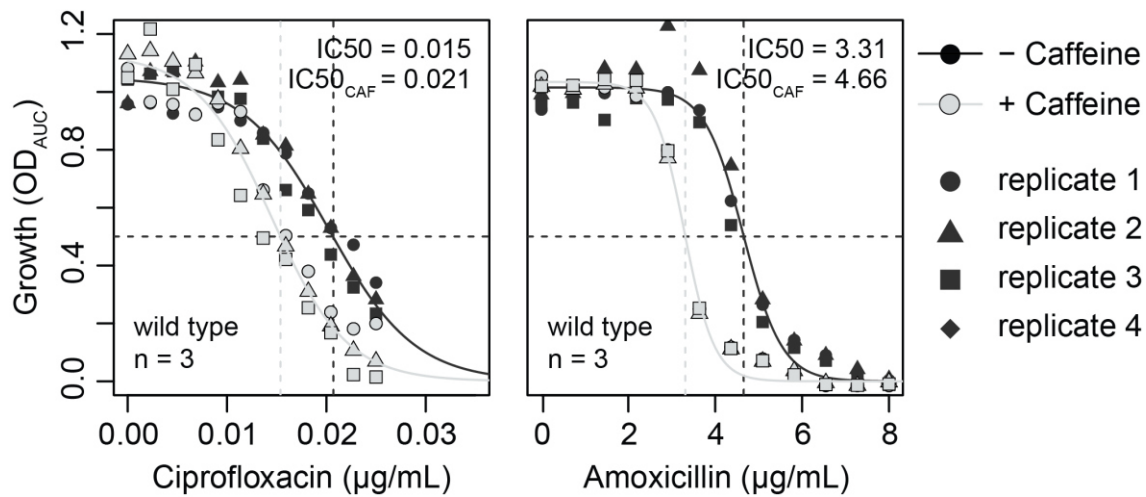 Growth (OD_AUC)
1.2
0.8
0.4
0.0
IC50 = 0.015
IC50_CAF = 0.021
wild type
n = 3
0.00 0.01 0.02 0.03
Ciprofloxacin (µg/mL)
IC50 = 3.31
IC50_CAF = 4.66
wild type
n = 3
0 2 4 6 8
Amoxicillin (µg/mL)
− Caffeine
+ Caffeine
replicate 1
replicate 2
replicate 3
replicate 4